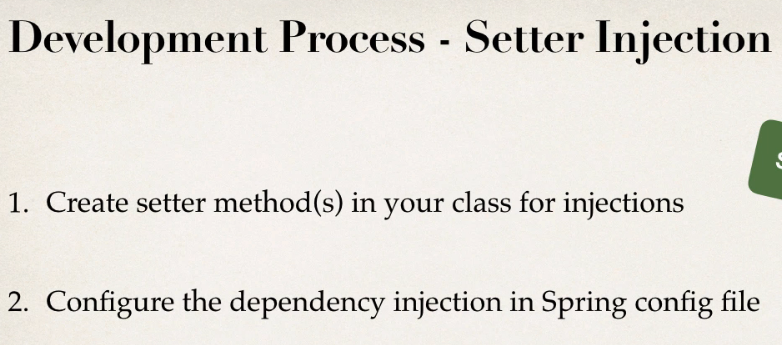 Development Process - Setter Injection
1. Create setter method(s) in your class for injections
2. Configure the dependency injection in Spring config file